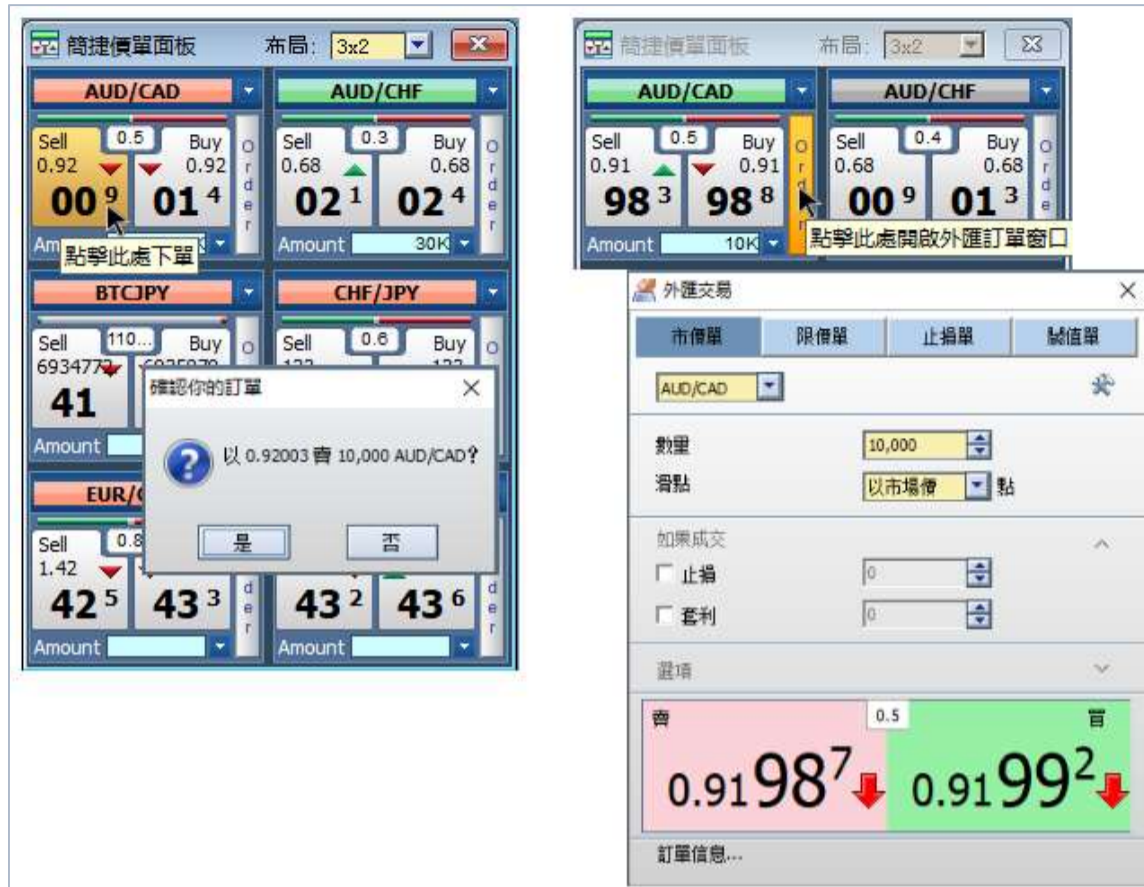 簡捷價單面板 布局: 3x2
AUD/CAD
Sell 0.5 Buy
0.92 0.92
00 9 01 4
Order
點擊此處下單
AUD/CHF
Sell 0.3 Buy
0.68 0.68
02 1 02 4
Amount 30K
Order
BTCJPY
Sell 110... Buy
41
Amount
CHF/JPY
Sell 0.6 Buy
確認你的訂單
以 0.92003 賣 10,000 AUD/CAD?
是 否
Sell
1.42
42 5 43 3
Amount
43 2 43 6
Amount
簡捷價單面板 布局: 3x2
AUD/CAD
Sell 0.5 Buy
0.91 0.91
98 3 98 8
Amount 10K
AUD/CHF
Sell 0.4 Buy
0.68 0.68
00 9 01 3
點擊此處開啟外匯訂單窗口
外匯交易
市價單 限價單 止損單 閾值單
AUD/CAD
數量 10,000
滑點 以市場價 點
如果成交
止損 0
套利 0
選項
賣 0.5 買
0.91 98 7 0.91 99 2
訂單信息...